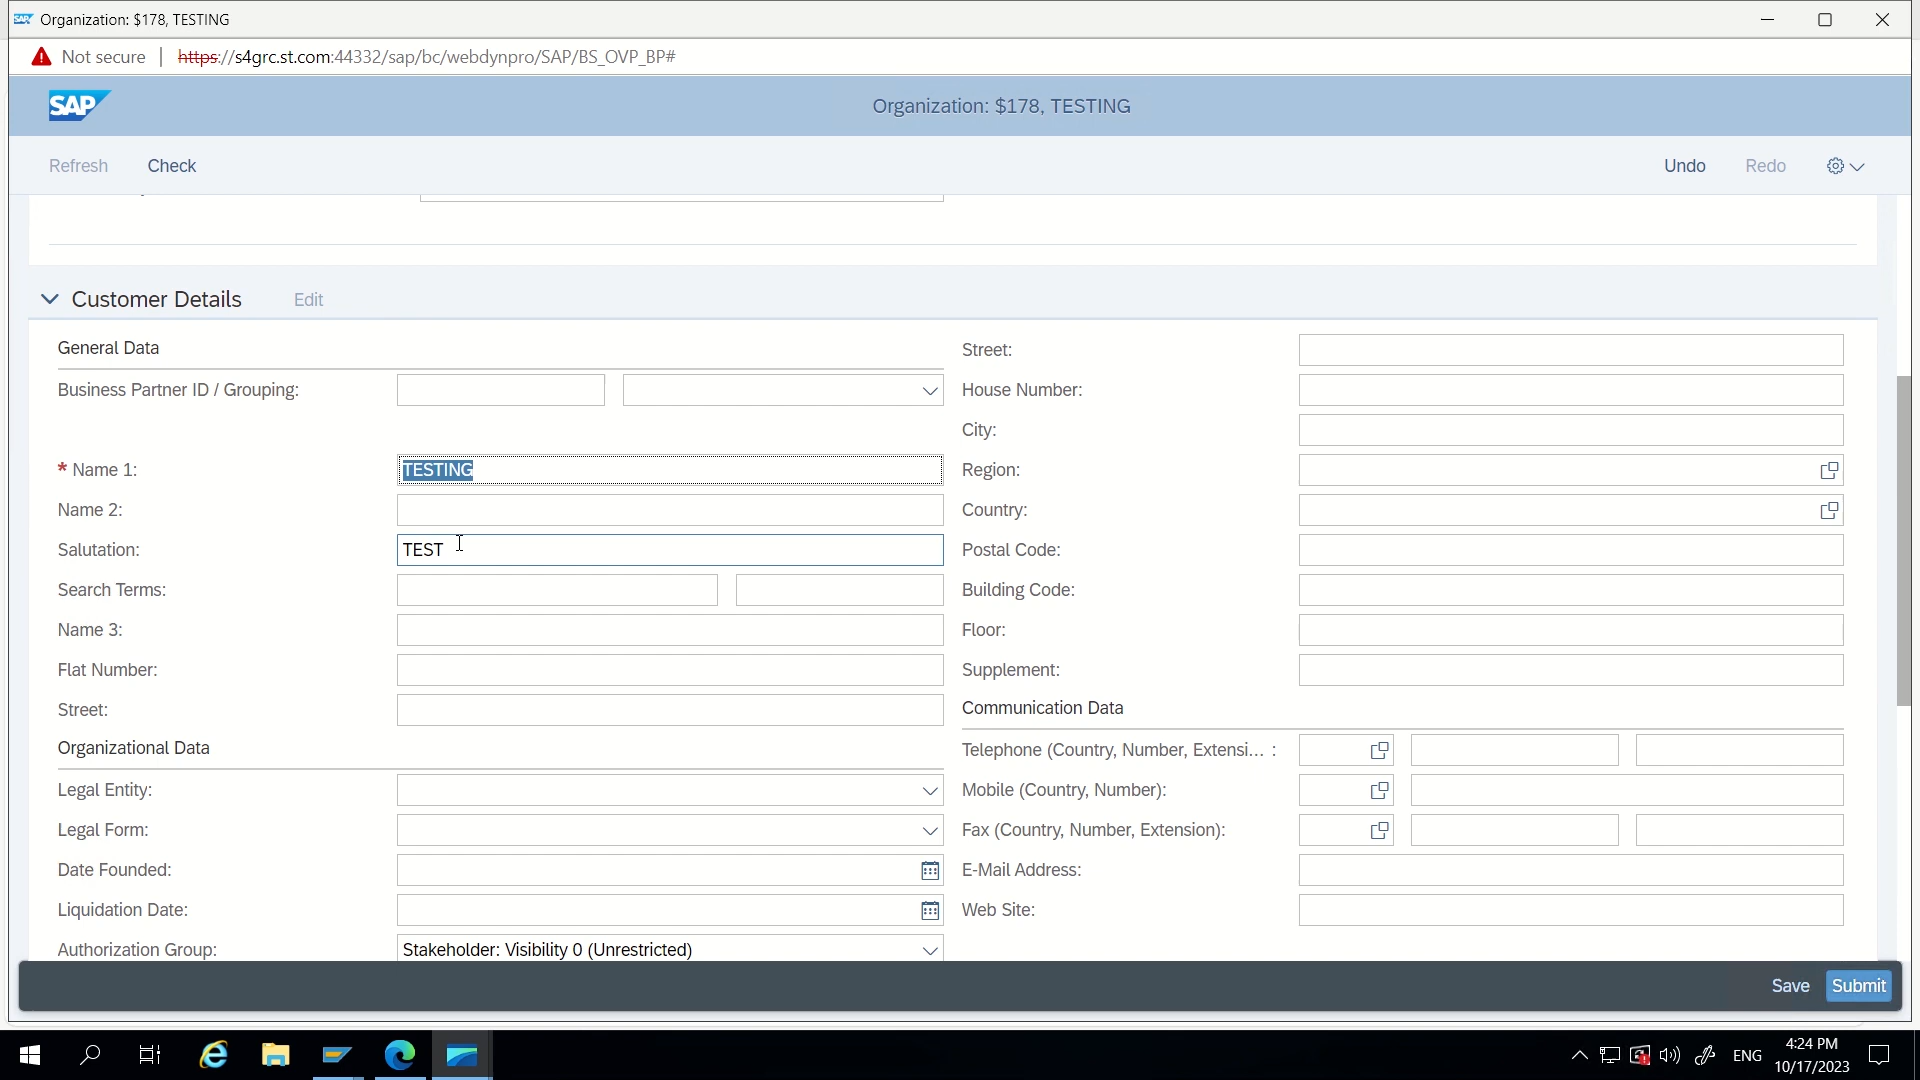 SAP Organization: $178, TESTING
Not secure | https://s4grc.st.com:44332/sap/bc/webdynpro/SAP/BS_OVP_BP#
SAP
Organization: $178, TESTING
Refresh Check Undo Redo
Customer Details Edit
General Data
Business Partner ID / Grouping:
* Name 1: TESTING
Name 2:
Salutation: TEST
Search Terms:
Name 3:
Flat Number:
Street:
Organizational Data
Legal Entity:
Legal Form:
Date Founded:
Liquidation Date:
Authorization Group: Stakeholder: Visibility 0 (Unrestricted)
Street:
House Number:
City:
Region:
Country:
Postal Code:
Building Code:
Floor:
Supplement:
Communication Data
Telephone (Country, Number, Extensi... :
Mobile (Country, Number):
Fax (Country, Number, Extension):
E-Mail Address:
Web Site:
Save Submit
ENG
4:24 PM
10/17/2023